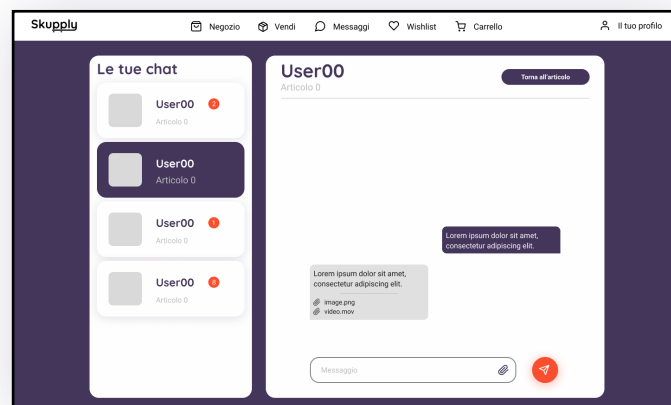 Skupply
Negozio
Vendi
Messaggi
Wishlist
Carrello
Il tuo profilo
Le tue chat
User00
2
Articolo 0
User00
Articolo 0
User00
1
Articolo 0
User00
8
Articolo 0
User00
Articolo 0
Torna all'articolo
Lorem ipsum dolor sit amet,
consectetur adipiscing elit.
Lorem ipsum dolor sit amet,
consectetur adipiscing elit.
image.png
video.mov
Messaggio